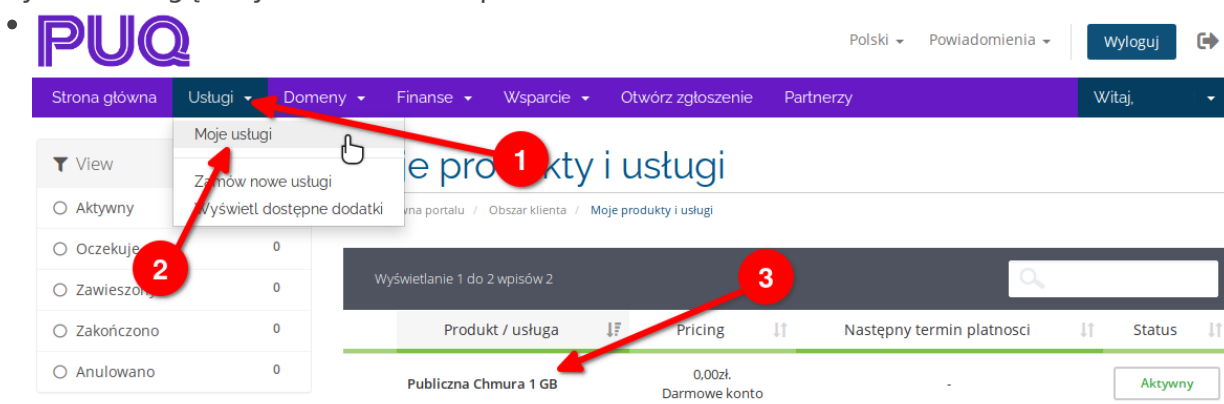 PUQ
Polski Powiadomienia Wyloguj
Strona główna Usługi Domeny Finanse Wsparcie Otwórz zgłoszenie Partnerzy Witaj,
Moje usługi
1
View
Zamów nowe usługi
i usługi
Aktywny
Wyświetl dostępne dodatki
portalu / Obszar klienta / Moje produkty i usługi
Oczekuje 0
2
Zawieszony 0
Wyświetlanie 1 do 2 wpisów 2
3
Zakończono 0
Produkt / usługa Pricing Następny termin platnosci Status
Anulowano 0
Publiczna Chmura 1 GB 0,00zł. - Aktywny
Darmowe konto